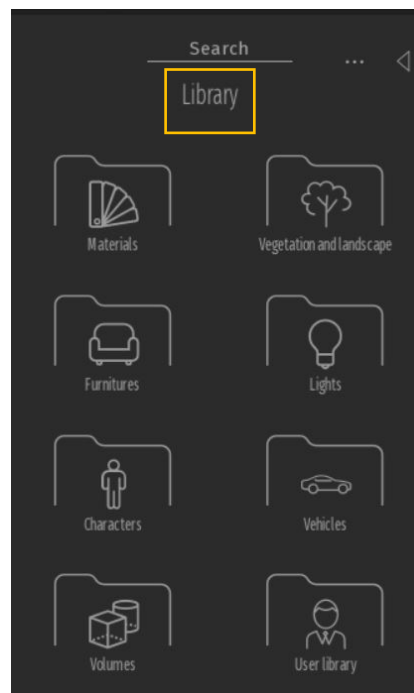 Search
...
Library
Materials
Vegetation and landscape
Furnitures
Lights
Characters
Vehicles
Volumes
User library